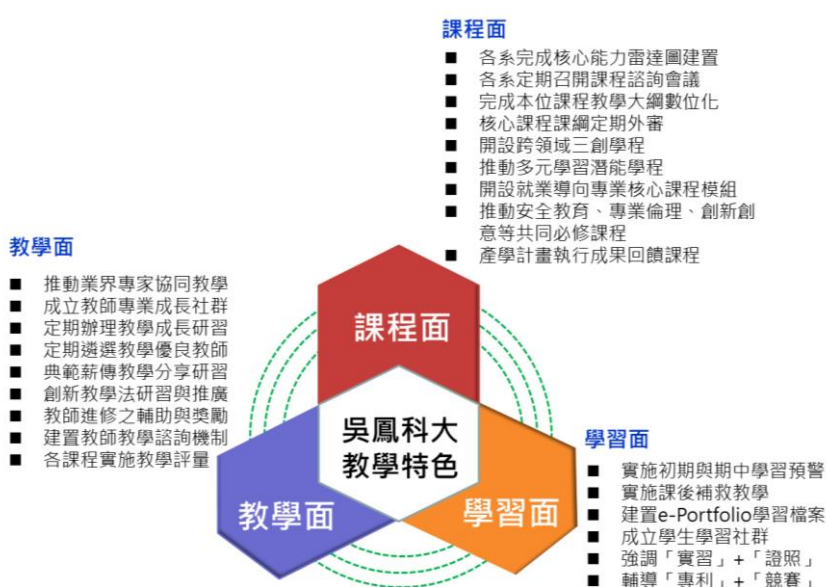 課程面
■ 各系完成核心能力雷達圖建置
■ 各系定期召開課程諮詢會議
■ 完成本位課程教學大綱數位化
■ 核心課程課綱定期外審
■ 開設跨領域三創學程
■ 推動多元學習潛能學程
■ 開設就業導向專業核心課程模組
■ 推動安全教育、專業倫理、創新創
意等共同必修課程
■ 產學計畫執行成果回饋課程
教學面
■ 推動業界專家協同教學
■ 成立教師專業成長社群
■ 定期辦理教學成長研習
■ 定期遴選教學優良教師
■ 典範薪傳教學分享研習
■ 創新教學法研習與推廣
■ 教師進修之輔助與獎勵
■ 建置教師教學諮詢機制
■ 各課程實施教學評量
課程面
吳鳳科大
教學特色
教學面
學習面
學習面
■ 實施初期與期中學習預警
■ 實施課後補救教學
■ 建置e-Portfolio學習檔案
■ 成立學生學習社群
■ 強調「實習」+「證照」
■ 輔導「專利」+「競賽」